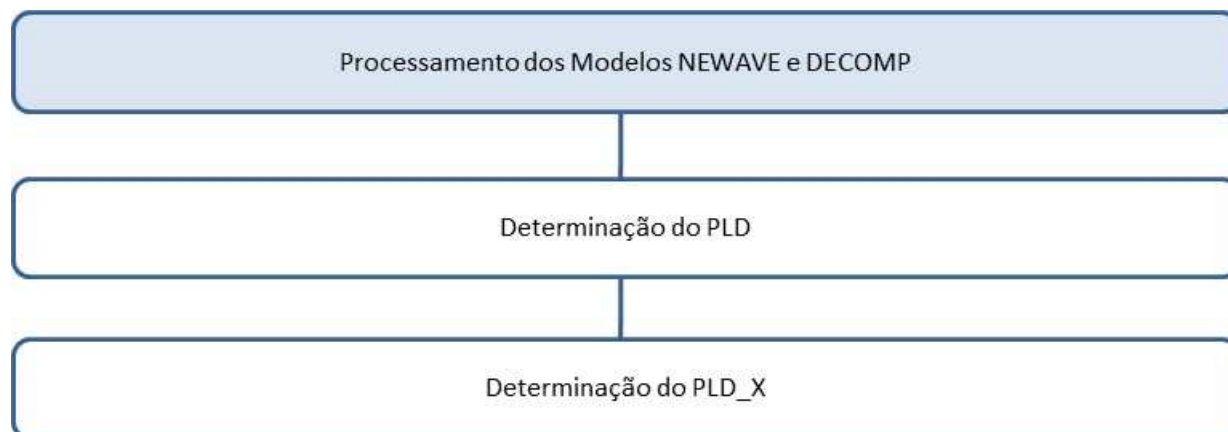 Processamento dos Modelos NEWAVE e DECOMP
Determinação do PLD
Determinação do PLD_X